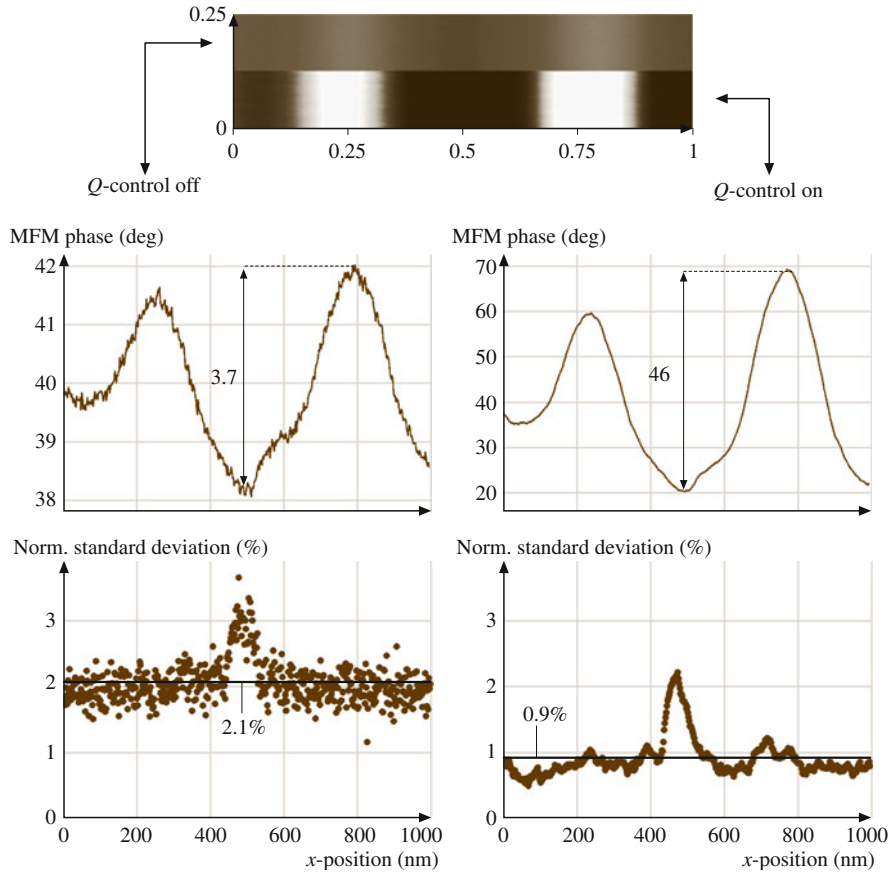 0.25
0
0 0.25 0.5 0.75 1
Q-control off
Q-control on
MFM phase (deg)
42
41
40
39
38
3.7
MFM phase (deg)
70
60
50
40
30
20
46
Norm. standard deviation (%)
3
2
1
0
2.1%
0 200 400 600 800 1000
x-position (nm)
Norm. standard deviation (%)
3
2
1
0
0.9%
0 200 400 600 800 1000
x-position (nm)